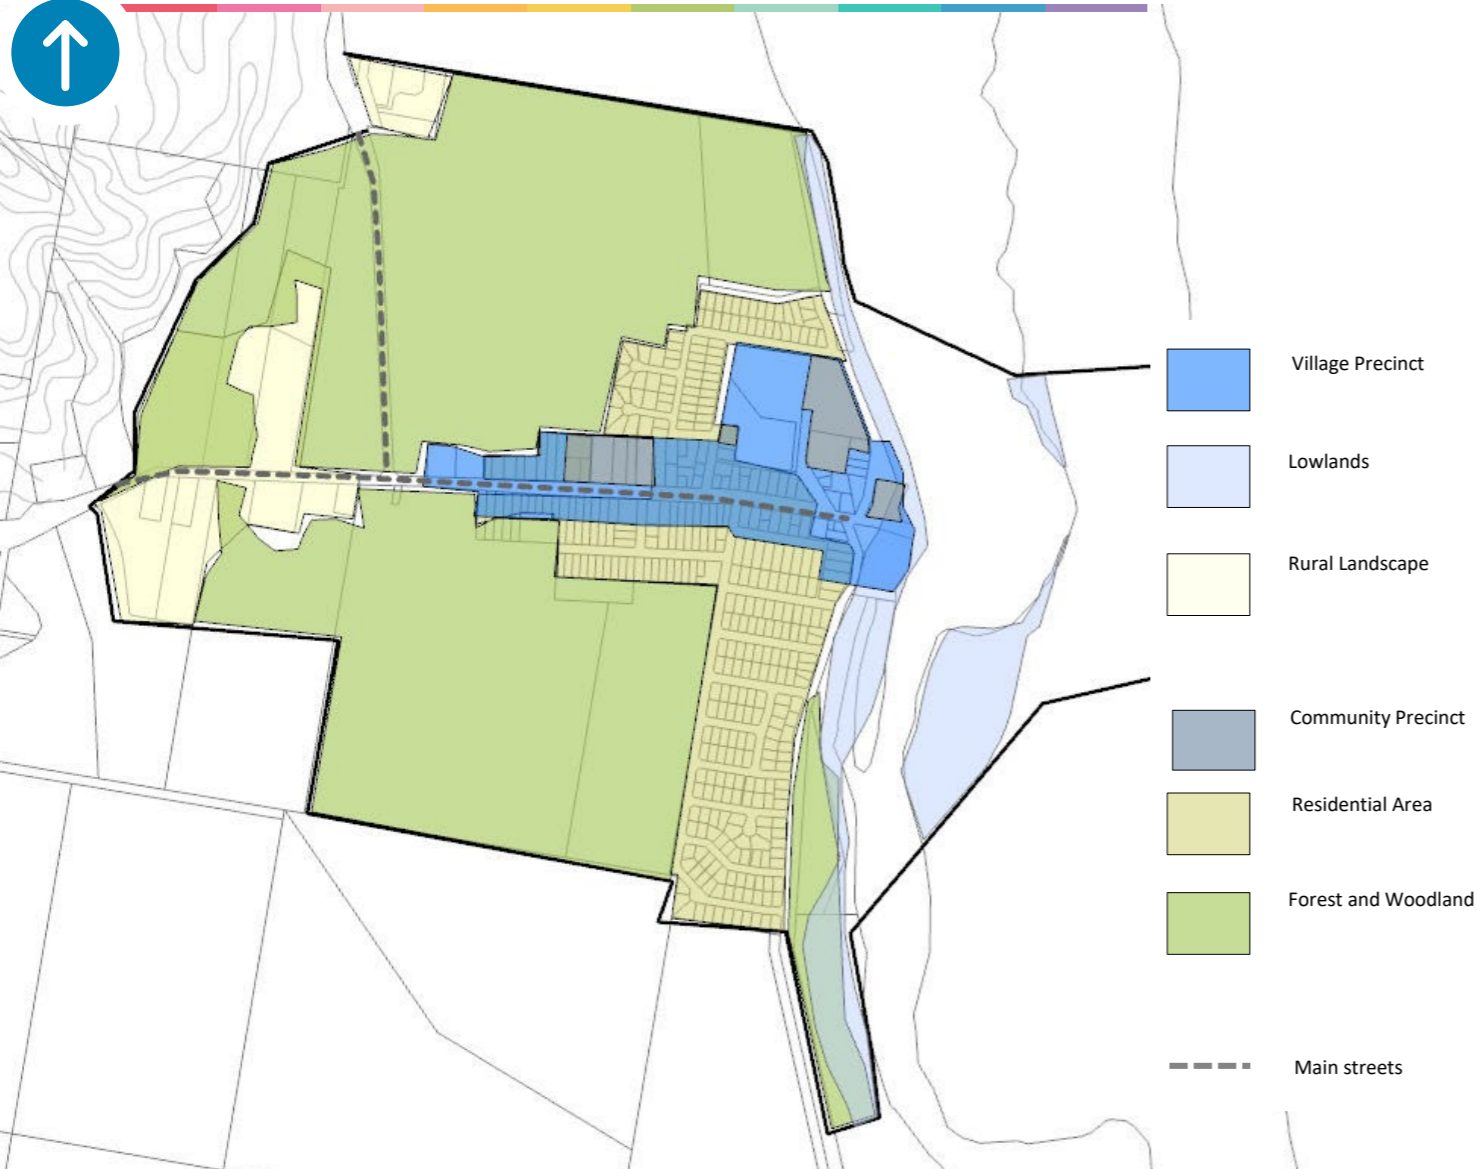 Village Precinct
Lowlands
Rural Landscape
Community Precinct
Residential Area
Forest and Woodland
Main streets